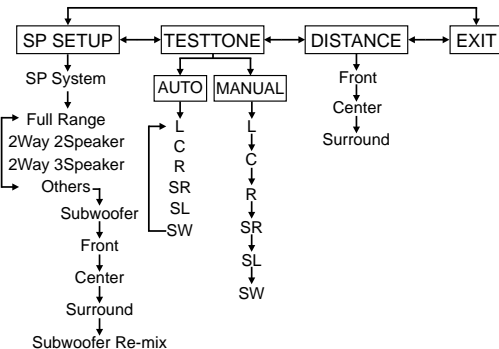 SP SETUP
TESTTONE
DISTANCE
EXIT
SP System
Full Range
2Way 2Speaker
2Way 3Speaker
Others
Subwoofer
Front
Center
Surround
Subwoofer Re-mix
AUTO
L
C
R
SR
SL
SW
MANUAL
L
C
R
SR
SL
SW
Front
Center
Surround